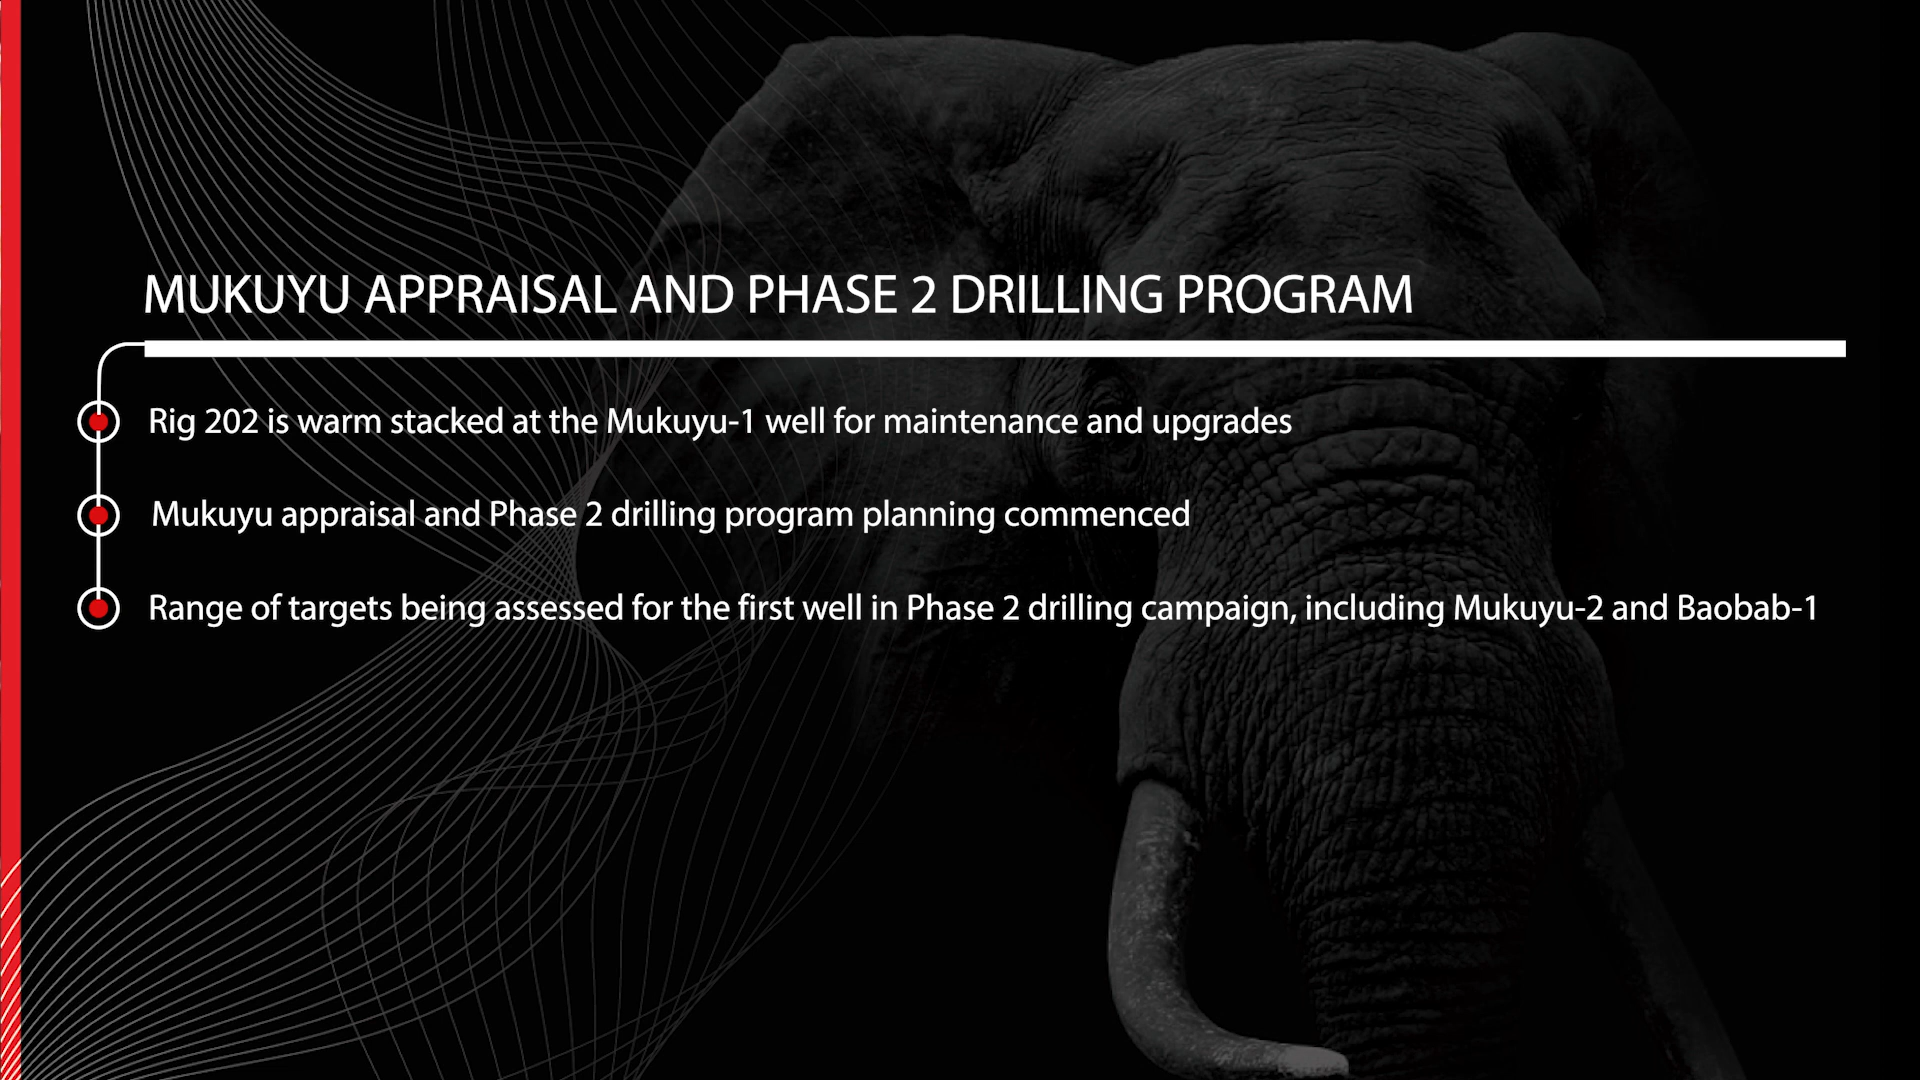 MUKUYU APPRAISAL AND PHASE 2 DRILLING PROGRAM
Rig 202 is warm stacked at the Mukuyu-1 well for maintenance and upgrades
Mukuyu appraisal and Phase 2 drilling program planning commenced
Range of targets being assessed for the first well in Phase 2 drilling campaign, including Mukuyu-2 and Baobab-1